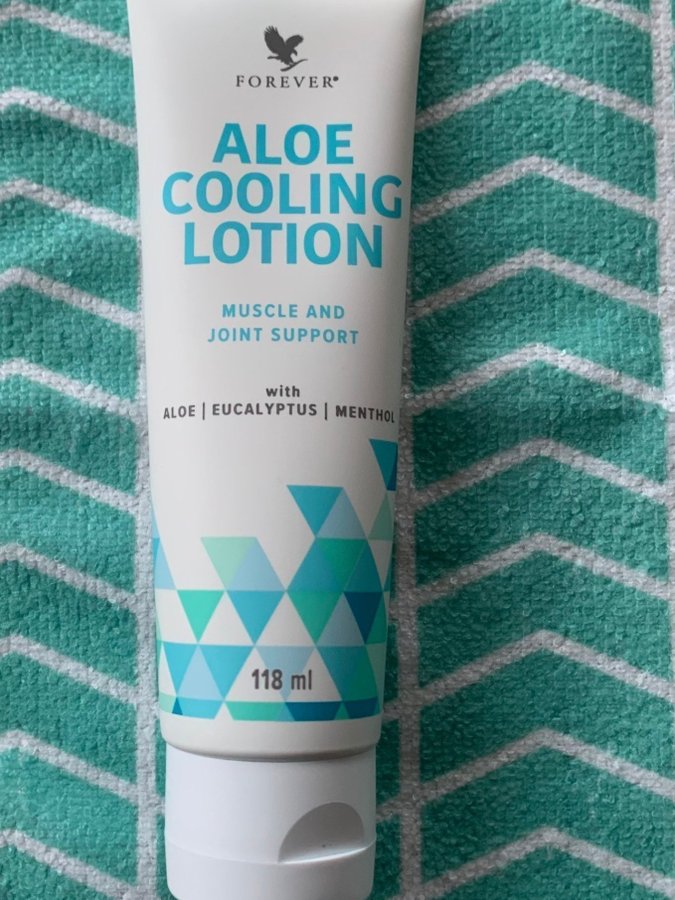 FOREVER®
ALOE
COOLING
LOTION
MUSCLE AND
JOINT SUPPORT
with
ALOE | EUCALYPTUS | MENTHOL
118 ml